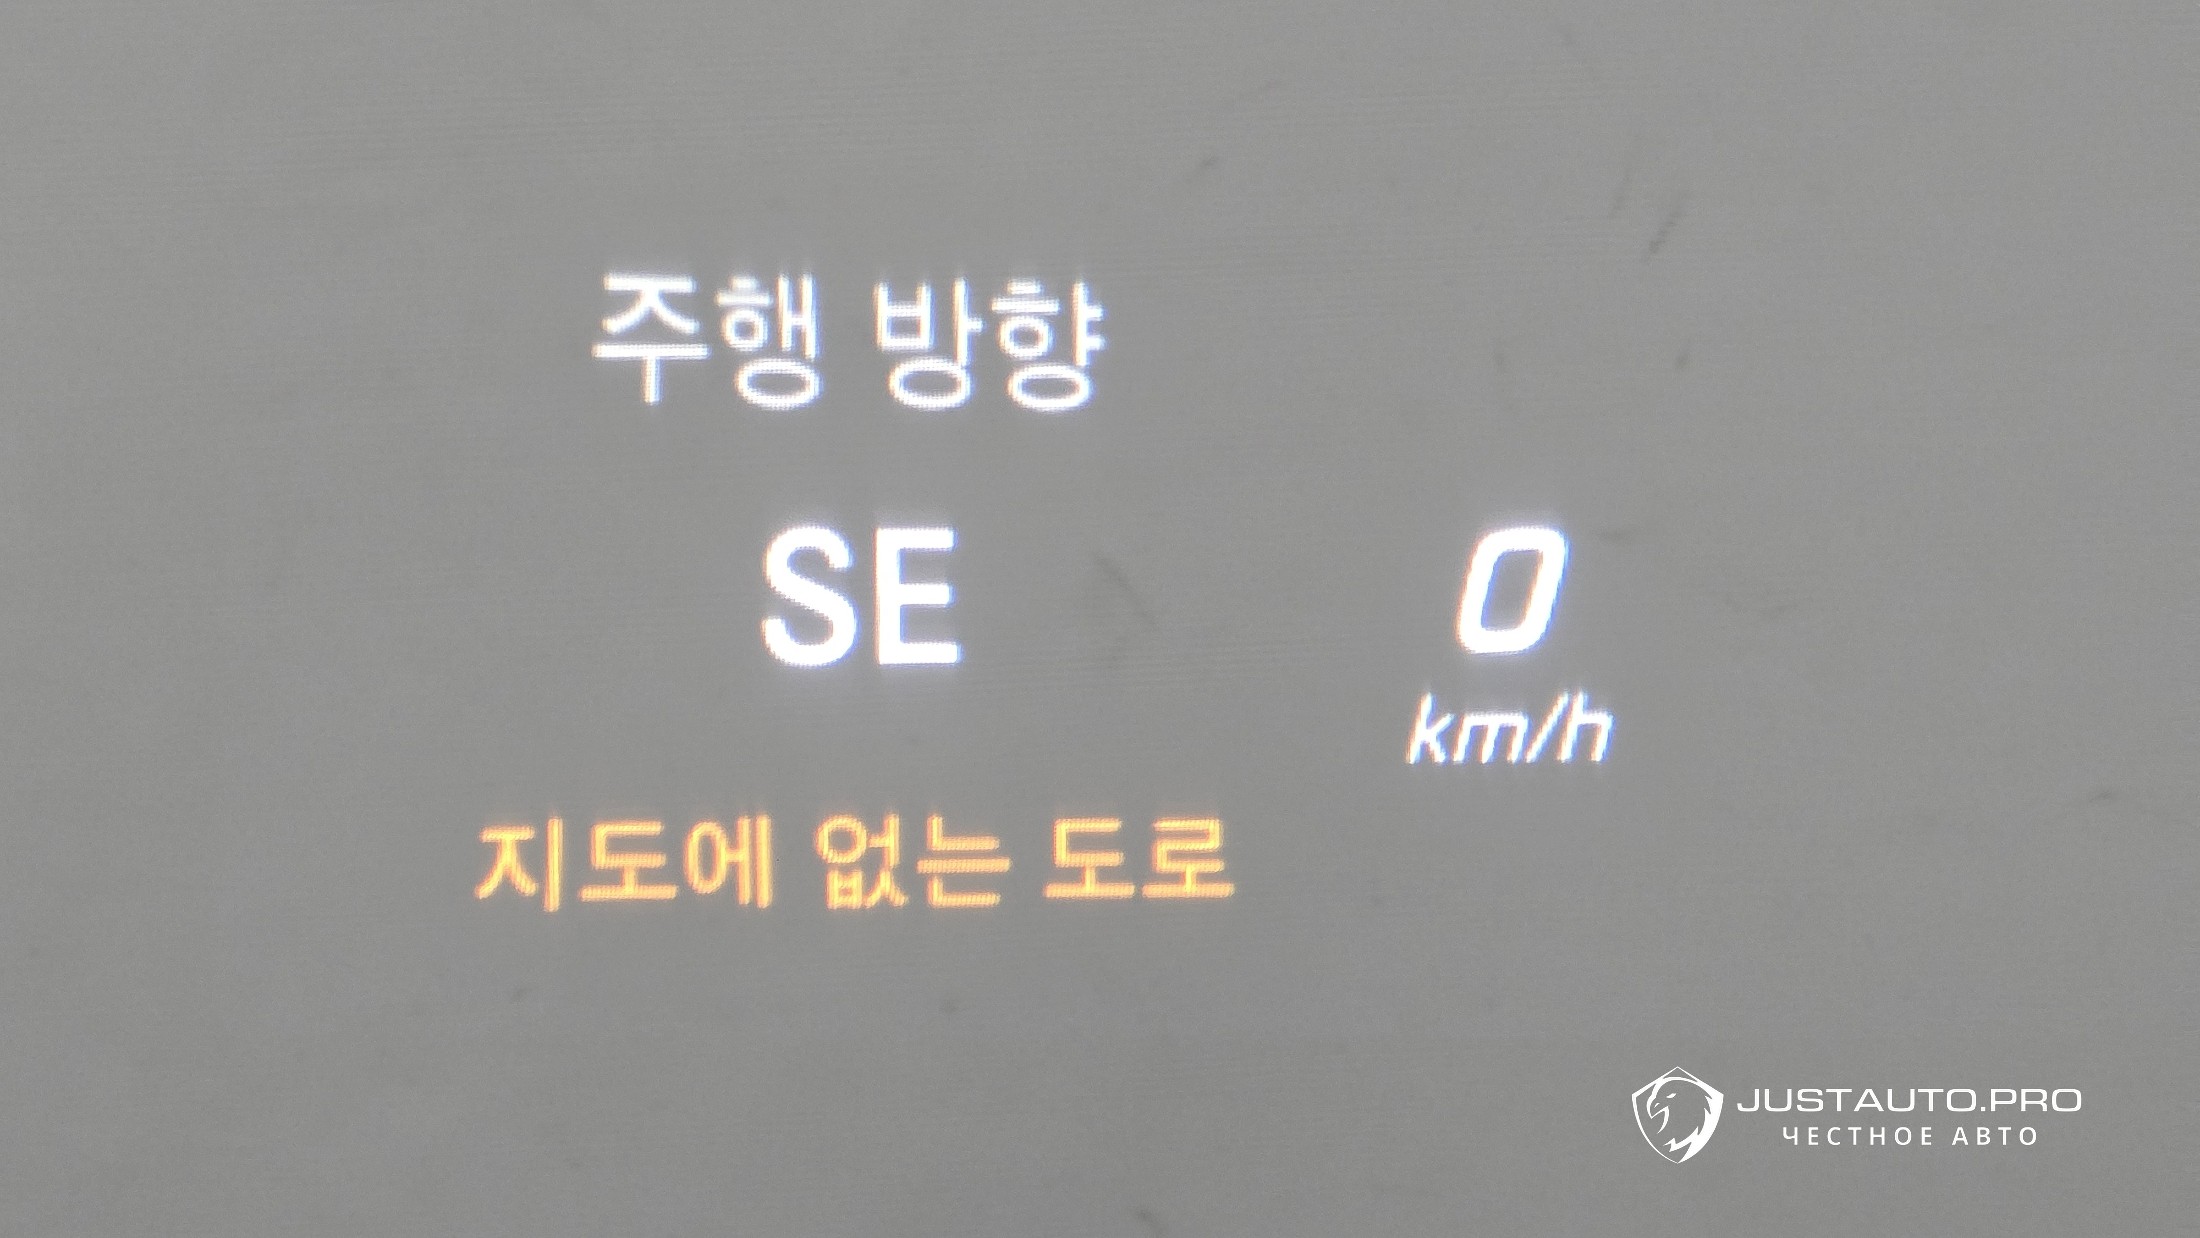 주행 방향
SE
0
km/h
지도에 없는 도로
JUSTAUTO.PRO
ЧЕСТНОЕ АВТО